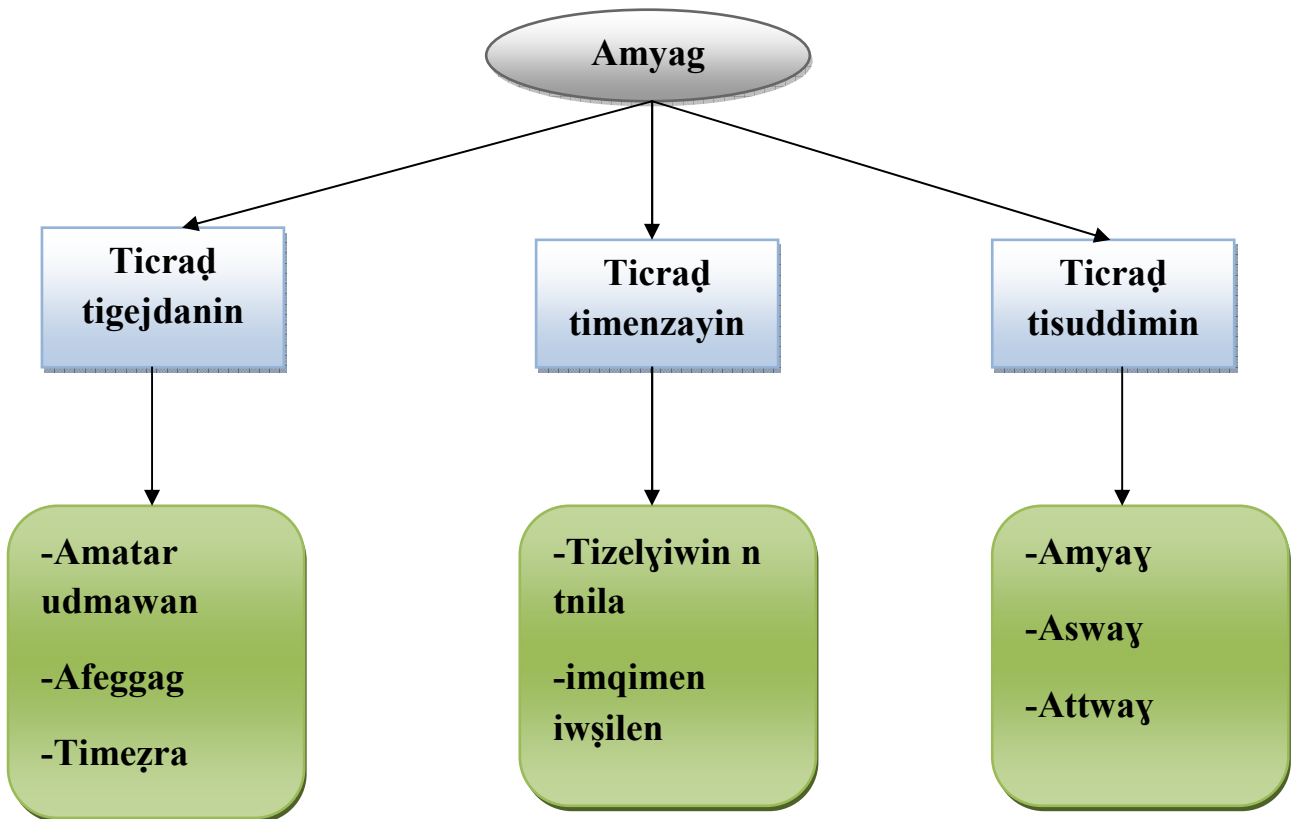 Amyag
Ticraḍ
tigejdanin
Ticraḍ
timenzayin
Ticraḍ
tisuddimin
-Amatar
udmawan
-Afeggag
-Timeẓra
-Tizelɣiwin n
tnila
-imqimen
iwṣilen
-Amyaɣ
-Aswaɣ
-Attwaɣ